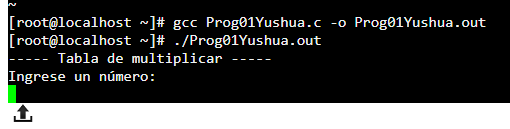 ~
[root@localhost ~]# gcc Prog01Yushua.c -o Prog01Yushua.out
[root@localhost ~]# ./Prog01Yushua.out
----- Tabla de multiplicar -----
Ingrese un número: